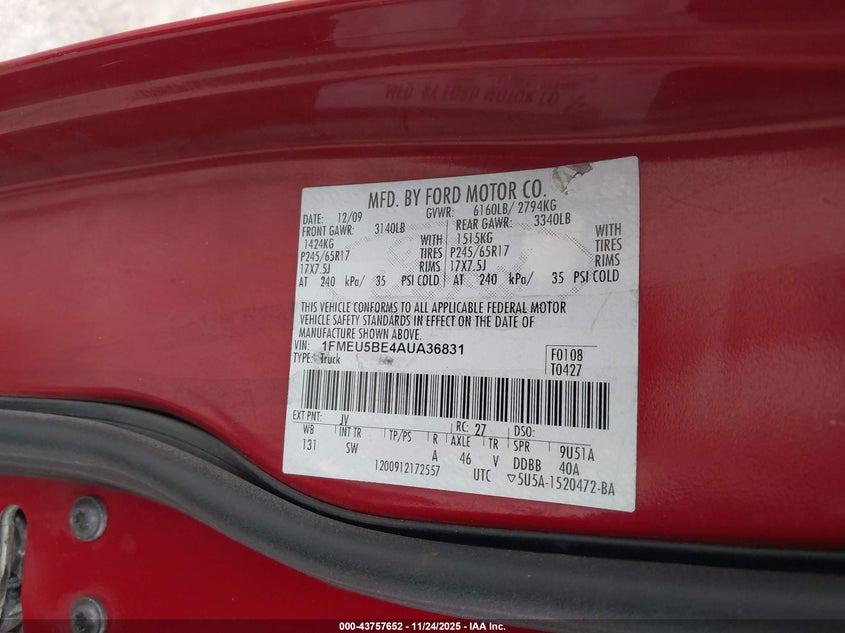 MFD. BY FORD MOTOR CO.
DATE: 12/09 GVWR: 6160LB/ 2794KG
FRONT GAWR: 3140LB REAR GAWR: 3340LB
1424KG WITH 1515KG WITH
P245/65R17 TIRES P245/65R17 TIRES
17X7.5J RIMS 17X7.5J RIMS
AT 240 kPa/ 35 PSI COLD AT 240 kPa/ 35 PSI COLD
THIS VEHICLE CONFORMS TO ALL APPLICABLE FEDERAL MOTOR
VEHICLE SAFETY STANDARDS IN EFFECT ON THE DATE OF
MANUFACTURE SHOWN ABOVE.
VIN: 1FMEU5BE4AUA36831 F0108
TYPE: Truck T0427
EXT PNT: JV RC: 27 DSO:
WB INT TR TP/PS R AXLE TR SPR 9U51A
131 SW A 46 V DDBB 40A
1200912172557 UTC ▽5U5A-1520472-BA
000-43757652 - 11/24/2025 - IAA Inc.